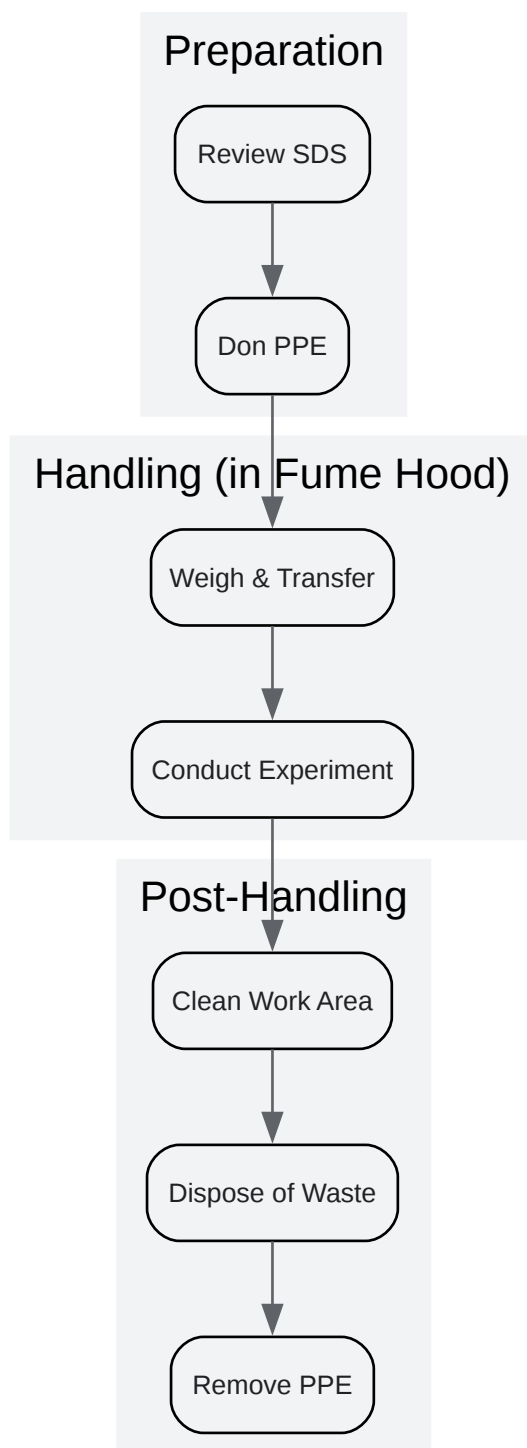 Preparation
Review SDS
Don PPE
Handling (in Fume Hood)
Weigh & Transfer
Conduct Experiment
Post-Handling
Clean Work Area
Dispose of Waste
Remove PPE